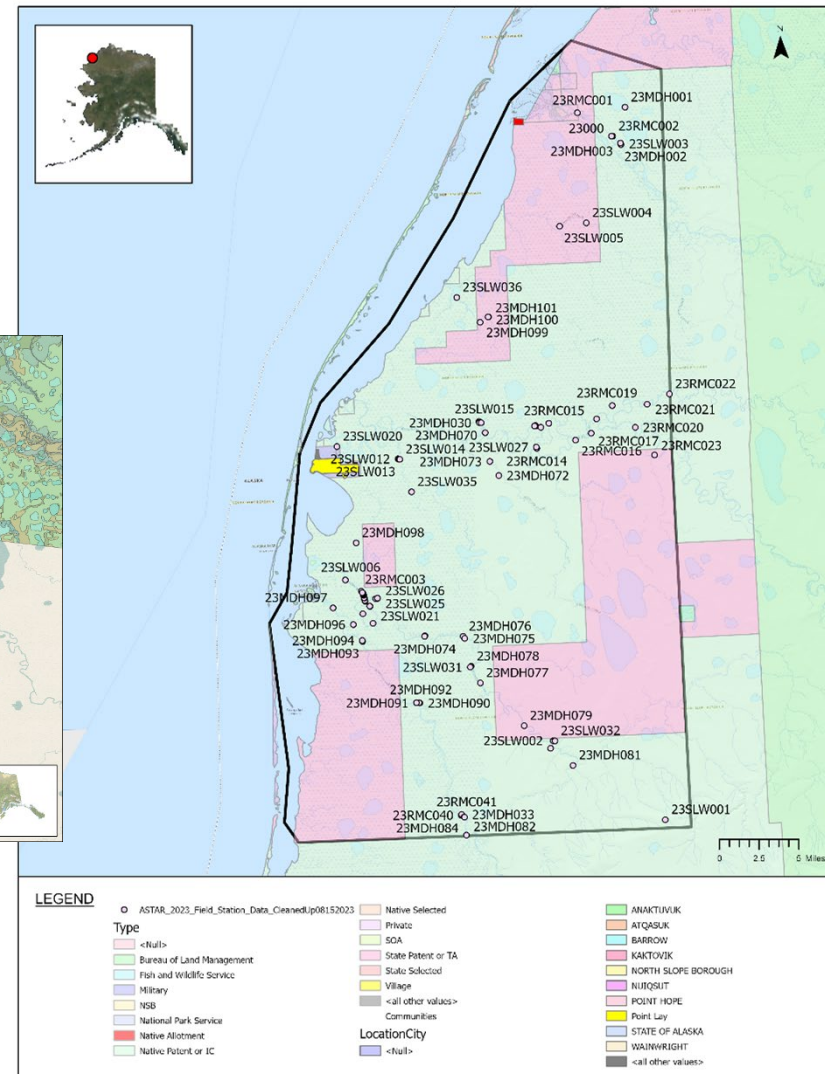 N
23RMC001
23MDH001
23000
23RMC002
23MDH003
23SLW003
23MDH002
23SLW004
23SLW005
23SLW036
23MDH101
23MDH100
23MDH099
23RMC022
23RMC019
23RMC021
23SLW015
23RMC015
23MDH030
23RMC020
23MDH070
23SLW020
23RMC017
23SLW014
23SLW027
23RMC016
23RMC023
23SLW012
23MDH073
23RMC014
23SLW013
23MDH072
23SLW035
23MDH098
23SLW006
23RMC003
23SLW026
23MDH097
23SLW025
23SLW021
23MDH096
23MDH076
23MDH094
23MDH075
23MDH093
23MDH074
23MDH078
23SLW031
23MDH077
23MDH092
23MDH091
23MDH090
23MDH079
23SLW032
23SLW002
23MDH081
23RMC041
23RMC040
23MDH033
23SLW001
23MDH084
23MDH082
0 2.5 5 Miles
LEGEND
ASTAR_2023_Field_Station_Data_CleanedUp08152023
Type
<Null>
Bureau of Land Management
Fish and Wildlife Service
Military
NSB
National Park Service
Native Allotment
Native Patent or IC
Native Selected
Private
SOA
State Patent or TA
State Selected
Village
<all other values>
Communities
LocationCity
<Null>
ANAKTUVUK
ATQASUK
BARROW
KAKTOVIK
NORTH SLOPE BOROUGH
NUIQSUT
POINT HOPE
Point Lay
STATE OF ALASKA
WAINWRIGHT
<all other values>